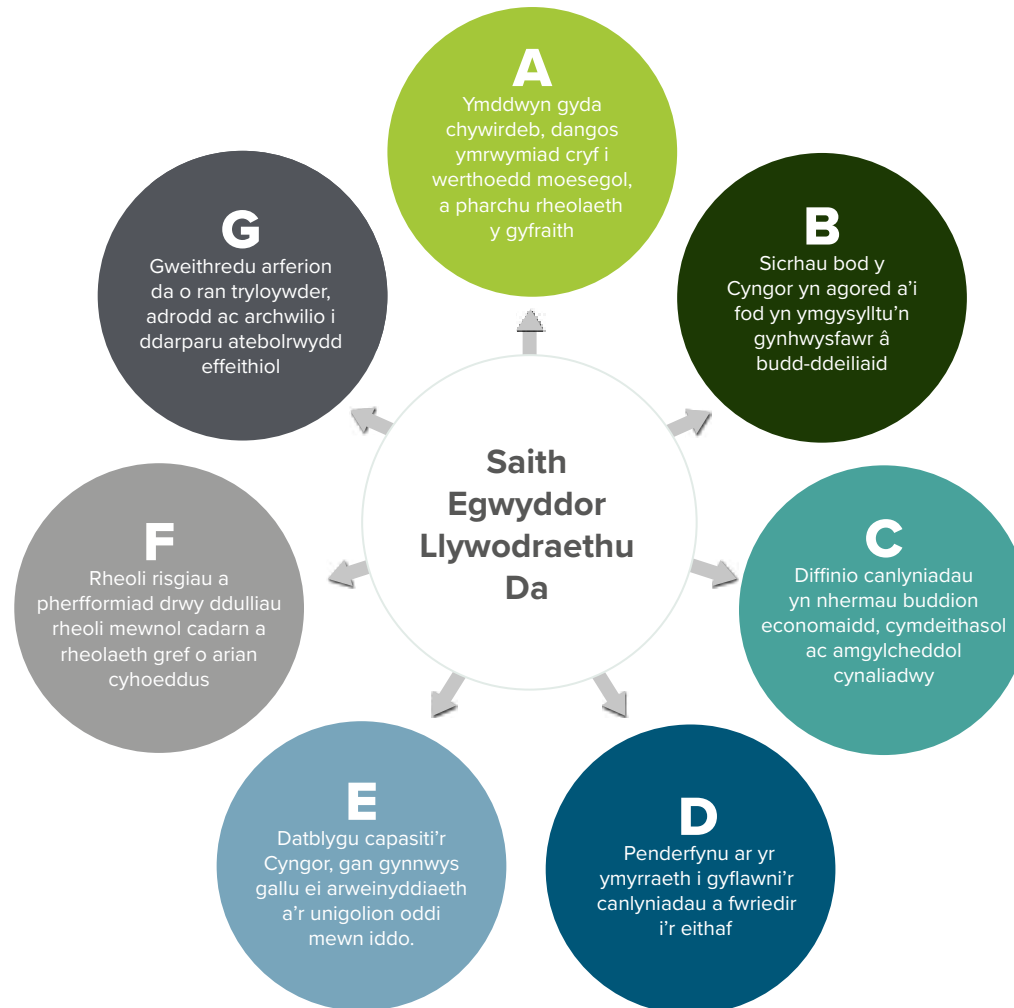 Saith
Egwyddor
Llywodraethu
Da
A
Ymddwyn gyda
chywirdeb, dangos
ymrwymiad cryf i
werthoedd moesegol,
a pharchu rheolaeth
y gyfraith
B
Sicrhau bod y
Cyngor yn agored a’i
fod yn ymgysylltu’n
gynhwysfawr â
budd-ddeiliaid
C
Diffinio canlyniadau
yn nhermau buddion
economaidd, cymdeithasol
ac amgylcheddol
cynaliadwy
D
Penderfynu ar yr
ymyrraeth i gyflawni’r
canlyniadau a fwriedir
i’r eithaf
E
Datblygu capasiti’r
Cyngor, gan gynnwys
gallu ei arweinyddiaeth
a’r unigolion oddi
mewn iddo.
F
Rheoli risgiau a
pherfformiad drwy ddulliau
rheoli mewnol cadarn a
rheolaeth gref o arian
cyhoeddus
G
Gweithredu arferion
da o ran tryloywder,
adrodd ac archwilio i
ddarparu atebolrwydd
effeithiol